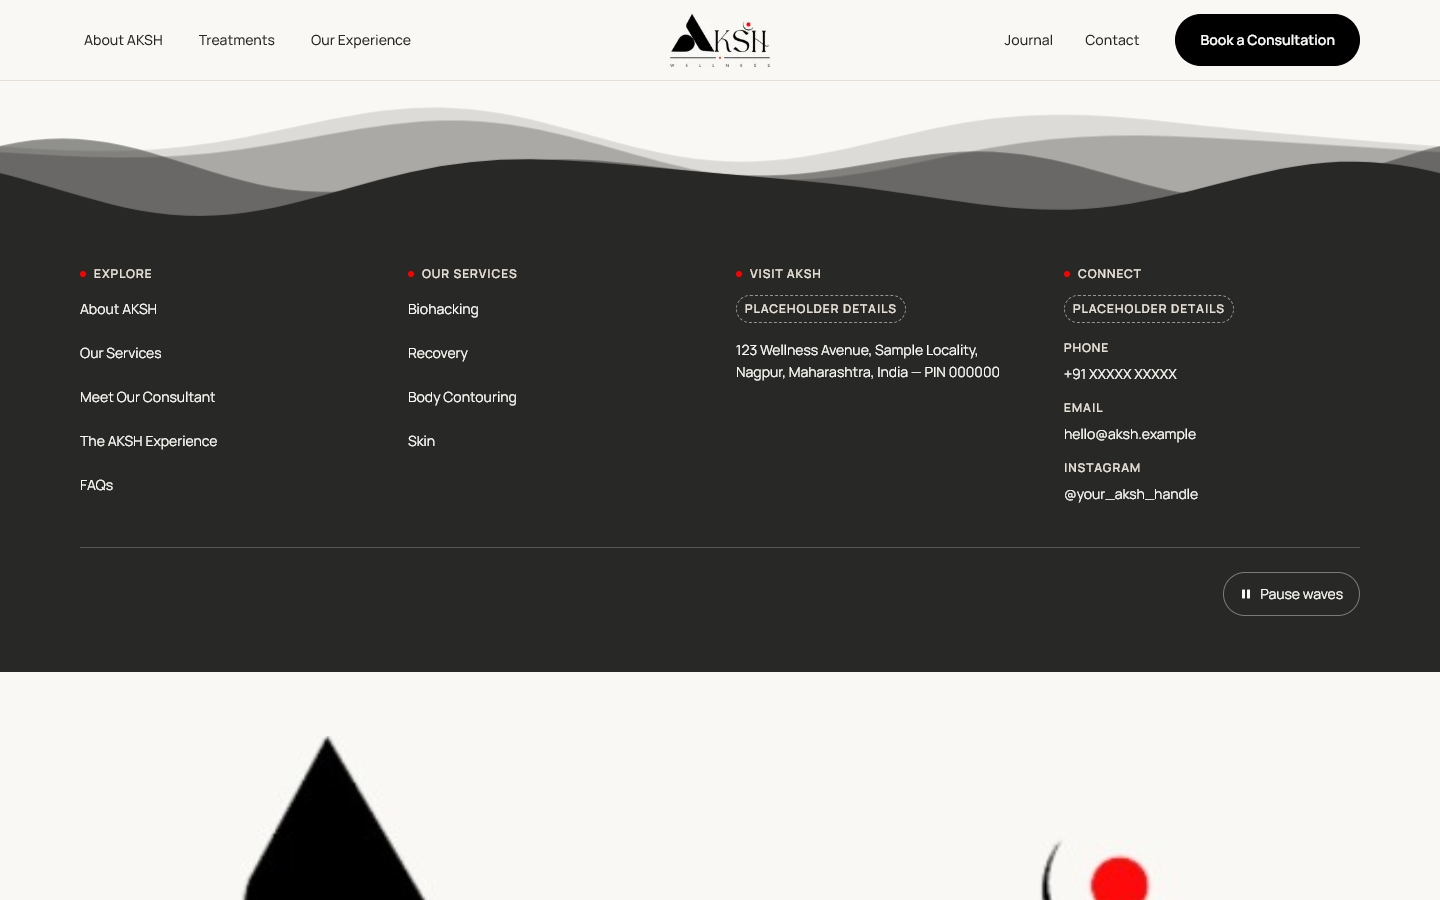 About AKSH
Treatments
Our Experience
AKSH
WELLNESS
Journal
Contact
Book a Consultation
EXPLORE
About AKSH
Our Services
Meet Our Consultant
The AKSH Experience
FAQs
OUR SERVICES
Biohacking
Recovery
Body Contouring
Skin
VISIT AKSH
PLACEHOLDER DETAILS
123 Wellness Avenue, Sample Locality,
Nagpur, Maharashtra, India — PIN 000000
CONNECT
PLACEHOLDER DETAILS
PHONE
+91 XXXXX XXXXX
EMAIL
hello@aksh.example
INSTAGRAM
@your_aksh_handle
Pause waves